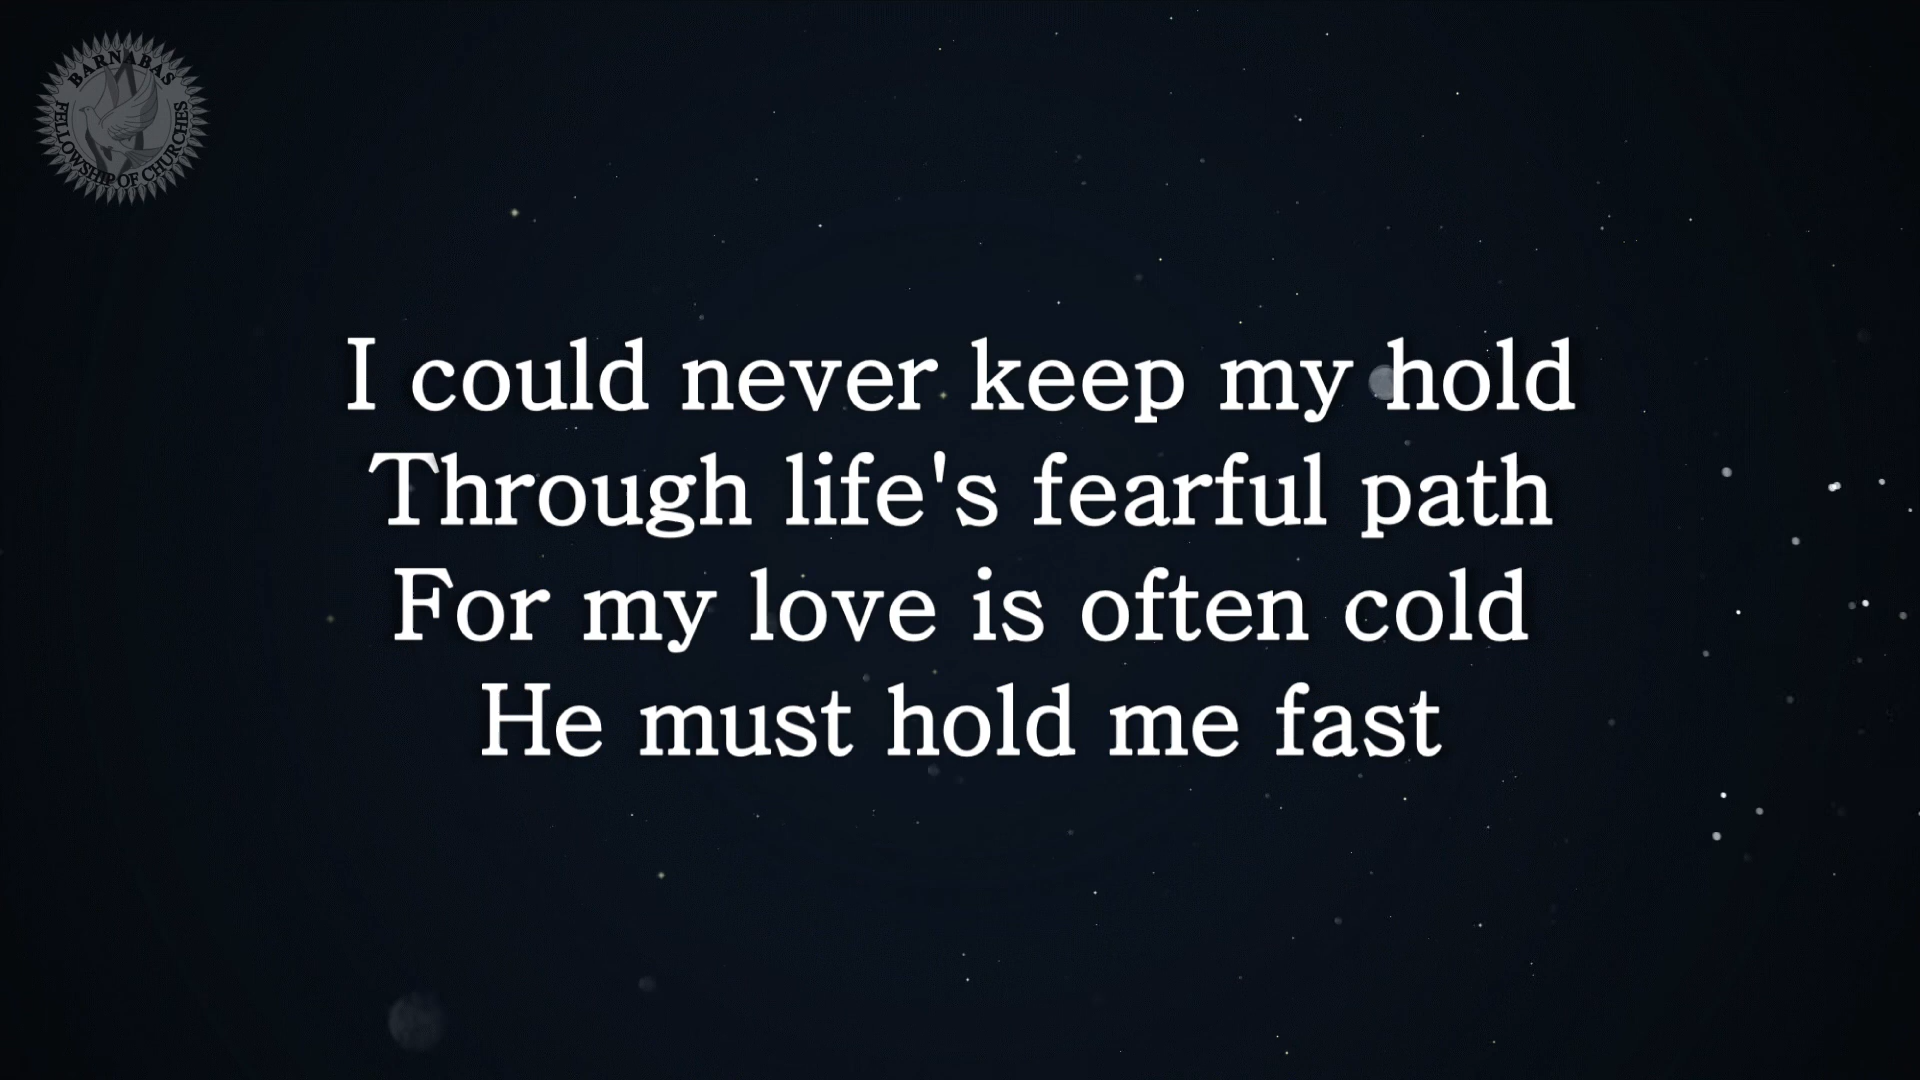 BARNABAS
FELLOWSHIP OF CHURCHES
I could never keep my hold
Through life's fearful path
For my love is often cold
He must hold me fast